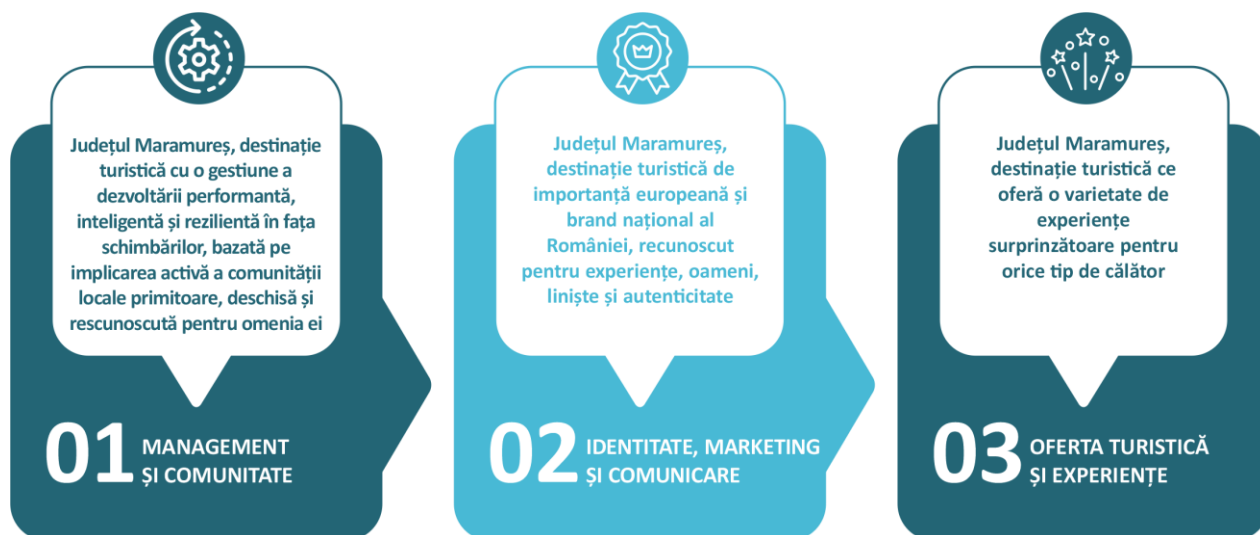 Județul Maramureș, destinație
turistică cu o gestiune a
dezvoltării performantă,
inteligentă și rezilientă în fața
schimbărilor, bazată pe
implicarea activă a comunității
locale primitoare, deschisă și
rescunoscută pentru omenia ei
01 MANAGEMENT
ȘI COMUNITATE
Județul Maramureș,
destinație turistică de
importanță europeană și
brand național al
României, recunoscut
pentru experiențe, oameni,
liniște și autenticitate
02 IDENTITATE, MARKETING
ȘI COMUNICARE
Județul Maramureș,
destinație turistică ce
oferă o varietate de
experiențe
surprinzătoare pentru
orice tip de călător
03 OFERTA TURISTICĂ
ȘI EXPERIENȚE